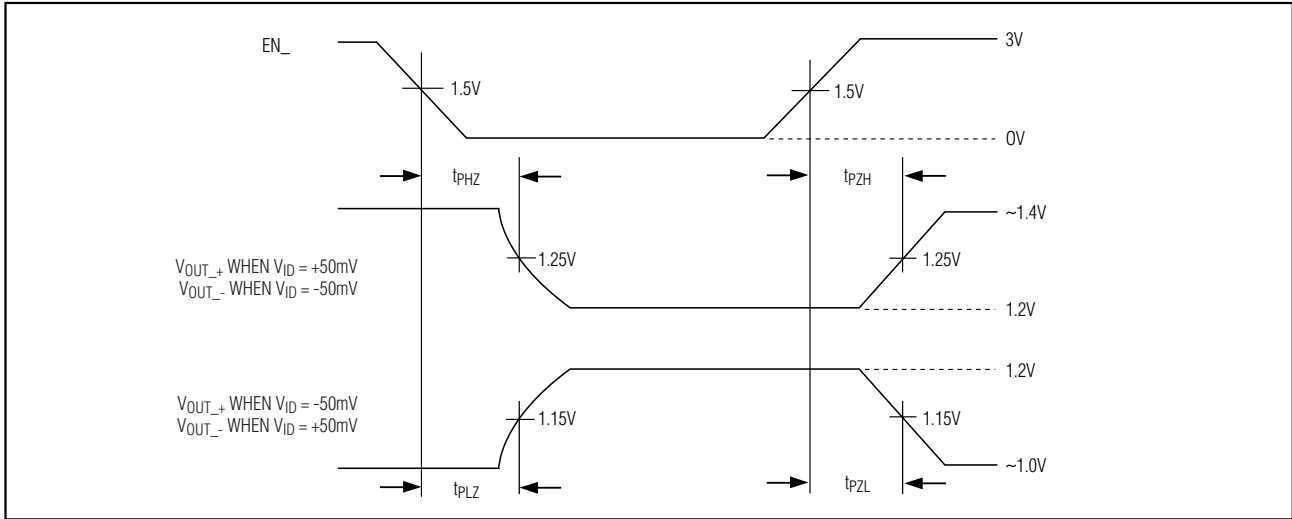 EN_
3V
1.5V
1.5V
0V
tPHZ
tPZH
~1.4V
VOUT_+ WHEN VID = +50mV
VOUT_- WHEN VID = -50mV
1.25V
1.25V
1.2V
1.2V
VOUT_+ WHEN VID = -50mV
VOUT_- WHEN VID = +50mV
1.15V
1.15V
~1.0V
tPLZ
tPZL